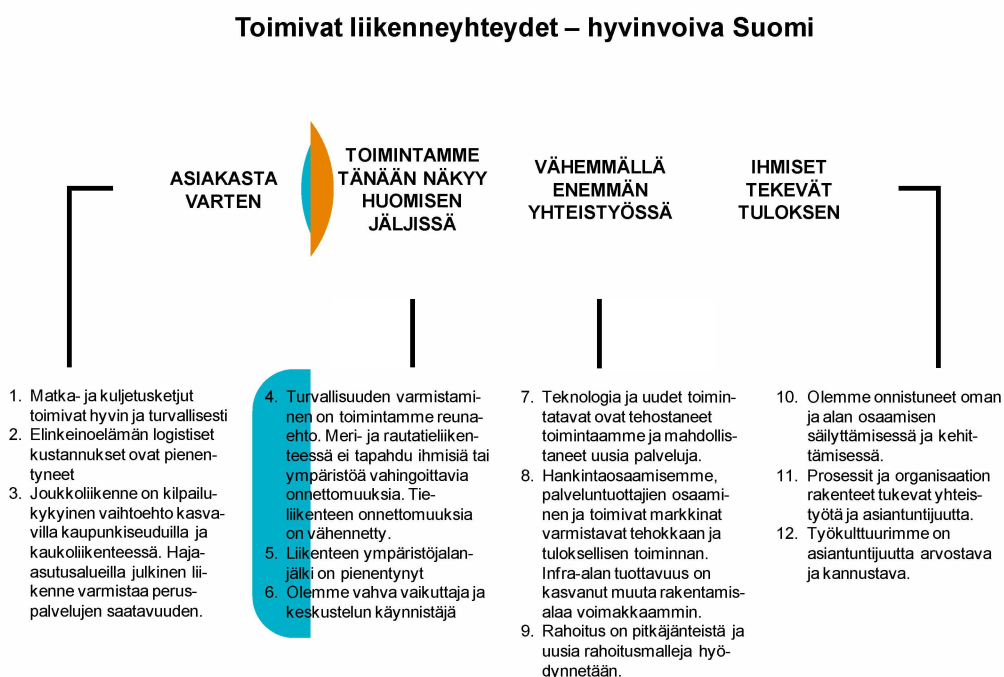 Toimivat liikenneyhteydet – hyvinvoiva Suomi
ASIAKASTA
VARTEN
TOIMINTAMME
TÄNÄÄN NÄKYY
HUOMISEN
JÄLJISSÄ
VÄHEMMÄLLÄ
ENEMMÄN
YHTEISTYÖSSÄ
IHMISET
TEKEVÄT
TULOKSEN
1. Matka- ja kuljetusketjut
toimivat hyvin ja turvallisesti
2. Elinkeinoelämän logistiset
kustannukset ovat pienen-
tyneet
3. Joukkoliikenne on kilpailu-
kykyinen vaihtoehto kasva-
villa kaupunkiseuduilla ja
kaukoliikenteessä. Haja-
asutusalueilla julkinen lii-
kenne varmistaa perus-
palvelujen saatavuuden.
4. Turvallisuuden varmistami-
nen on toimintamme reuna-
ehto. Meri- ja rautatieliiken-
teessä ei tapahdu ihmisiä tai
ympäristöä vahingoittavia
onnettomuuksia. Tie-
liikenteen onnettomuuksia
on vähennetty.
5. Liikenteen ympäristöjalan-
jälki on pienentynyt
6. Olemme vahva vaikuttaja ja
keskustelun käynnistäjä
7. Teknologia ja uudet toimin-
tatavat ovat tehostaneet
toimintaamme ja mahdollis-
taneet uusia palveluja.
8. Hankintaosaamisemme,
palveluntuottajien osaami-
nen ja toimivat markkinat
varmistavat tehokkaan ja
tuloksellisen toiminnan.
Infra-alan tuottavuus on
kasvanut muuta rakentamis-
alaa voimakkaammin.
9. Rahoitus on pitkäjänteistä ja
uusia rahoitusmalleja hyö-
dynnetään.
10. Olemme onnistuneet oman
ja alan osaamisen
säilyttämisessä ja kehit-
tämisessä.
11. Prosessit ja organisaation
rakenteet tukevat yhteis-
työtä ja asiantuntijuutta.
12. Työkulttuurimme on
asiantuntijuutta arvostava
ja kannustava.